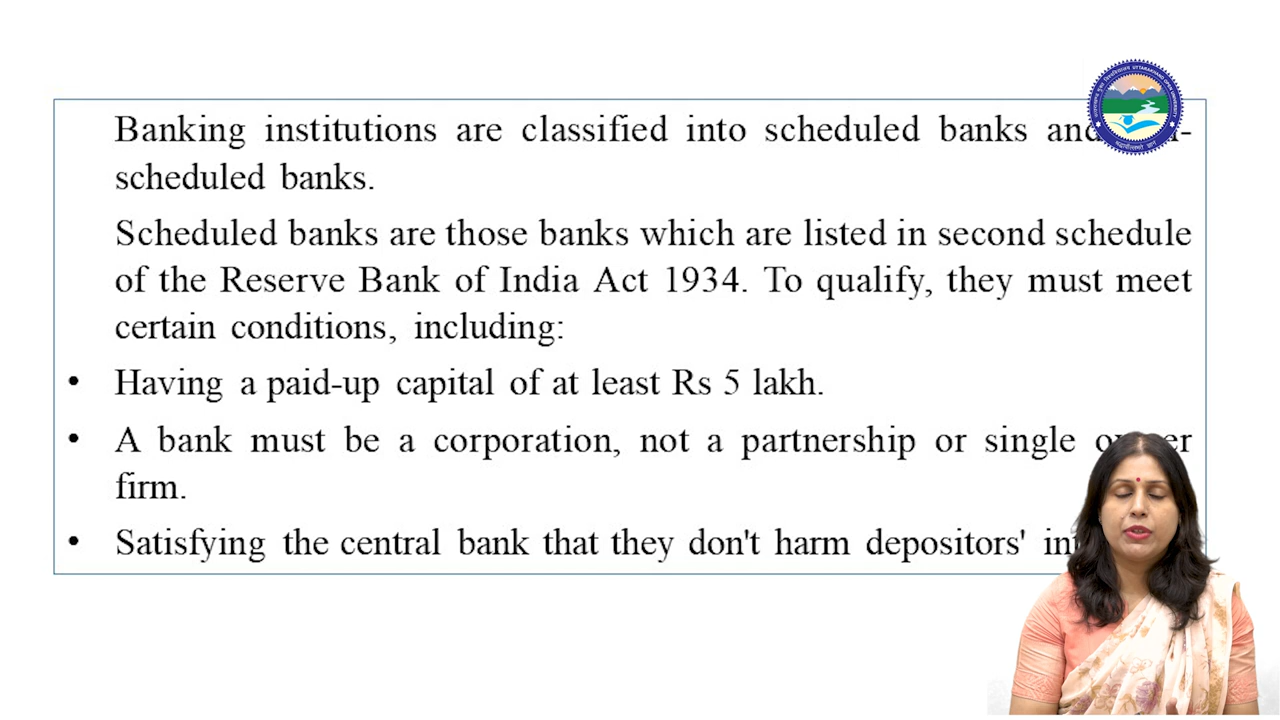 Banking institutions are classified into scheduled banks and
scheduled banks.
Scheduled banks are those banks which are listed in second schedule
of the Reserve Bank of India Act 1934. To qualify, they must meet
certain conditions, including:
• Having a paid-up capital of at least Rs 5 lakh.
• A bank must be a corporation, not a partnership or single
firm.
• Satisfying the central bank that they don't harm depositors'
UTTARAKHAND OPEN UNIVERSITY